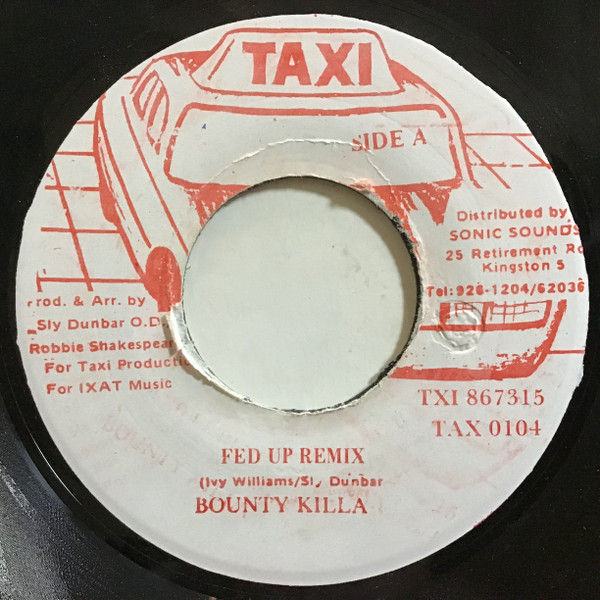 TAXI
SIDE A
Distributed by
SONIC SOUNDS
25 Retirement Ro
Kingston 5
Tel:926-1204/62036
rod. & Arr. by
Sly Dunbar O.D.
Robbie Shakespear
For Taxi Productio
For IXAT Music
TXI 867315
TAX 0104
FED UP REMIX
(Ivy Williams/Sly Dunbar
BOUNTY KILLA